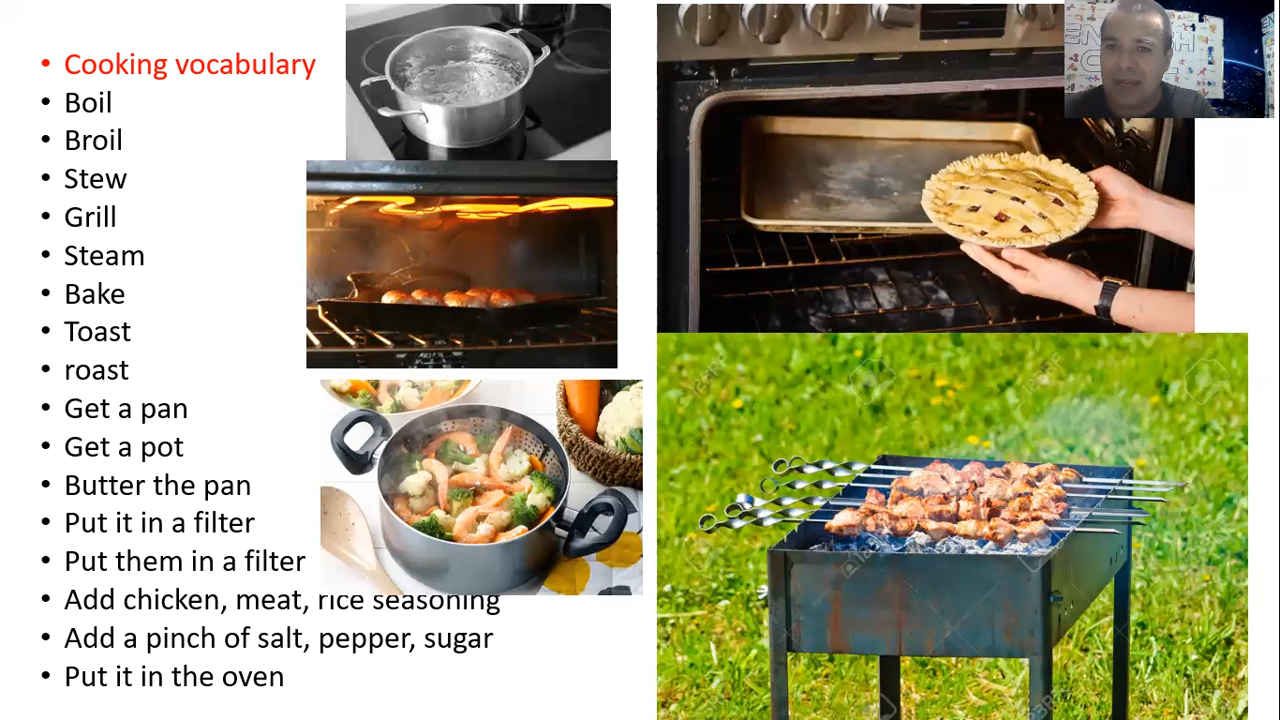 Cooking vocabulary
Boil
Broil
Stew
Grill
Steam
Bake
Toast
roast
Get a pan
Get a pot
Butter the pan
Put it in a filter
Put them in a filter
Add chicken, meat, rice seasoning
Add a pinch of salt, pepper, sugar
Put it in the oven